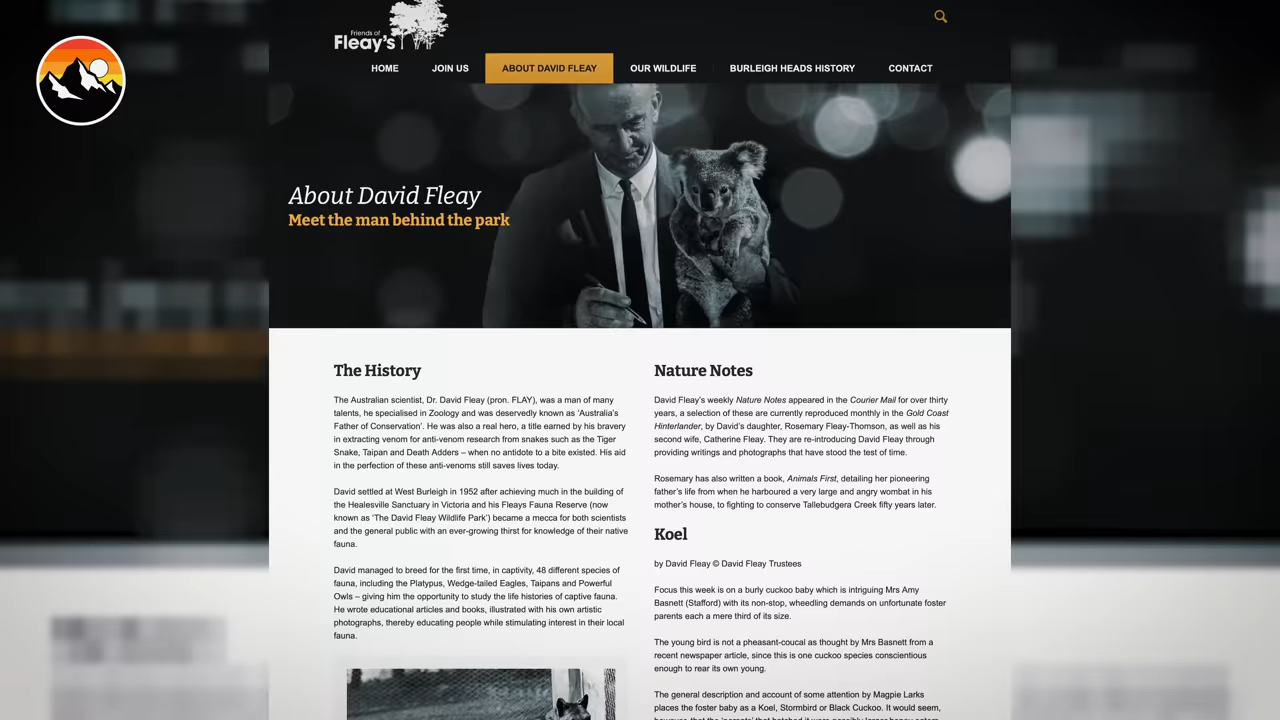 Friends of
Fleay's
HOME
JOIN US
ABOUT DAVID FLEAY
OUR WILDLIFE
BURLEIGH HEADS HISTORY
CONTACT
About David Fleay
Meet the man behind the park
The History
The Australian scientist, Dr. David Fleay (pron. FLAY), was a man of many
talents, he specialised in Zoology and was deservedly known as 'Australia's
Father of Conservation'. He was also a real hero, a title earned by his bravery
in extracting venom for anti-venom research from snakes such as the Tiger
Snake, Taipan and Death Adders – when no antidote to a bite existed. His aid
in the perfection of these anti-venoms still saves lives today.
David settled at West Burleigh in 1952 after achieving much in the building of
the Healesville Sanctuary in Victoria and his Fleays Fauna Reserve (now
known as 'The David Fleay Wildlife Park') became a mecca for both scientists
and the general public with an ever-growing thirst for knowledge of their native
fauna.
David managed to breed for the first time, in captivity, 48 different species of
fauna, including the Platypus, Wedge-tailed Eagles, Taipans and Powerful
Owls – giving him the opportunity to study the life histories of captive fauna.
He wrote educational articles and books, illustrated with his own artistic
photographs, thereby educating people while stimulating interest in their local
fauna.
Nature Notes
David Fleay's weekly Nature Notes appeared in the Courier Mail for over thirty
years, a selection of these are currently reproduced monthly in the Gold Coast
Hinterlander, by David's daughter, Rosemary Fleay-Thomson, as well as his
second wife, Catherine Fleay. They are re-introducing David Fleay through
providing writings and photographs that have stood the test of time.
Rosemary has also written a book, Animals First, detailing her pioneering
father's life from when he harboured a very large and angry wombat in his
mother's house, to fighting to conserve Tallebudgera Creek fifty years later.
Koel
by David Fleay © David Fleay Trustees
Focus this week is on a burly cuckoo baby which is intriguing Mrs Amy
Basnett (Stafford) with its non-stop, wheedling demands on unfortunate foster
parents each a mere third of its size.
The young bird is not a pheasant-coucal as thought by Mrs Basnett from a
recent newspaper article, since this is one cuckoo species conscientious
enough to rear its own young.
The general description and account of some attention by Magpie Larks
places the foster baby as a Koel, Stormbird or Black Cuckoo. It would seem,